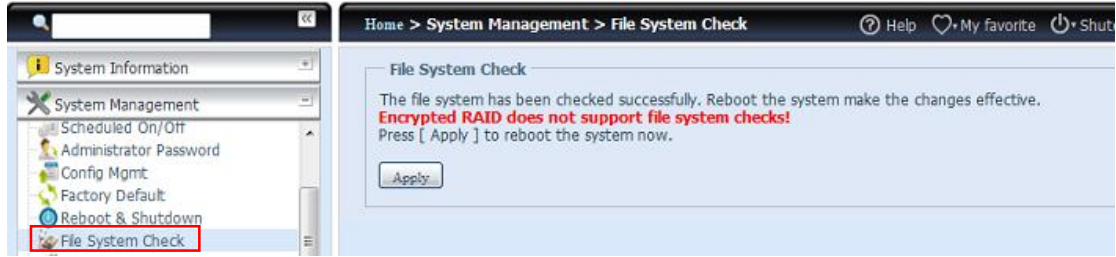 Home > System Management > File System Check
Help
My favorite
Shut
System Information
System Management
Scheduled On/Off
Administrator Password
Config Mgmt
Factory Default
Reboot & Shutdown
File System Check
File System Check
The file system has been checked successfully. Reboot the system make the changes effective.
Encrypted RAID does not support file system checks!
Press [ Apply ] to reboot the system now.
Apply